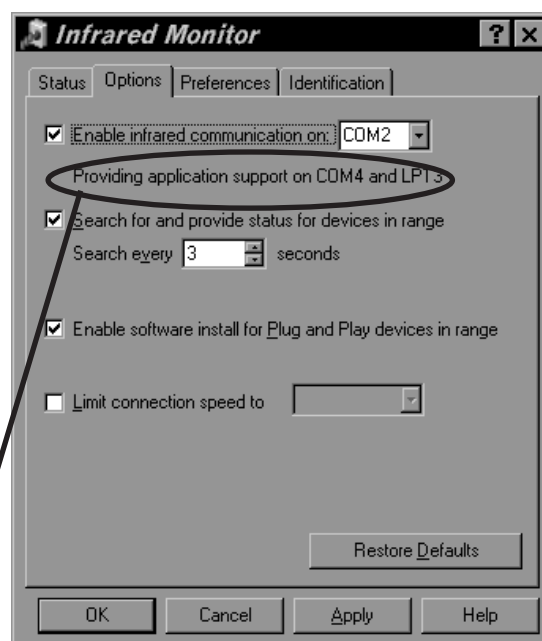 Infrared Monitor
Status Options Preferences Identification
Enable infrared communication on: COM2
Providing application support on COM4 and LPT3
Search for and provide status for devices in range
Search every 3 seconds
Enable software install for Plug and Play devices in range
Limit connection speed to
Restore Defaults
OK Cancel Apply Help